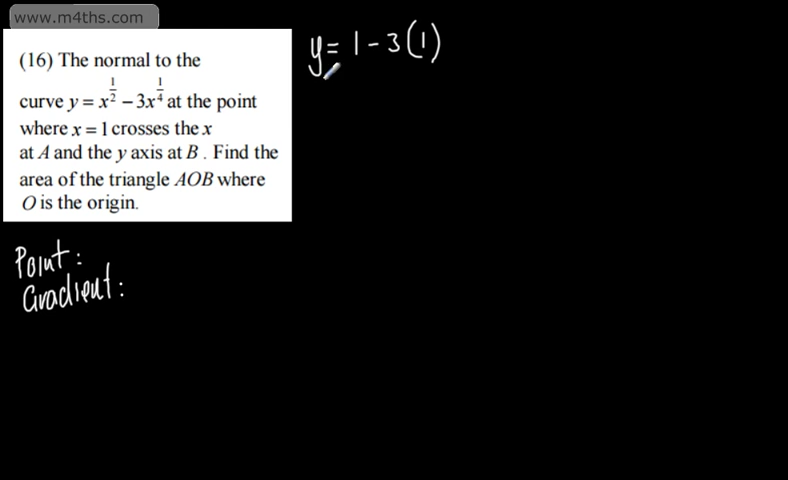 www.m4ths.com
(16) The normal to the
curve y = x^{1/2} – 3x^{1/4} at the point
where x = 1 crosses the x
at A and the y axis at B . Find the
area of the triangle AOB where
O is the origin.
y = 1 - 3(1)
Point :
Gradient :